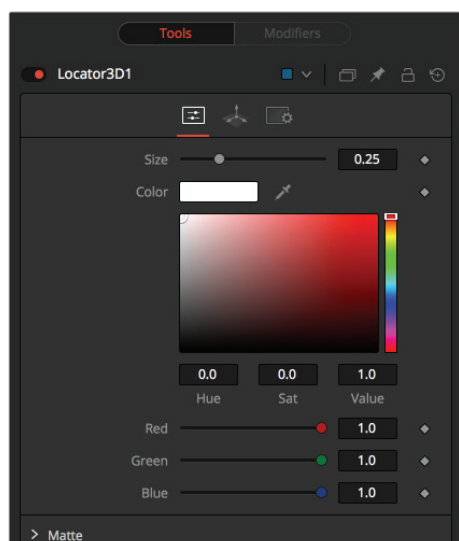 Tools Modifiers
Locator3D1
Size 0.25
Color
0.0 0.0 1.0
Hue Sat Value
Red 1.0
Green 1.0
Blue 1.0
Matte